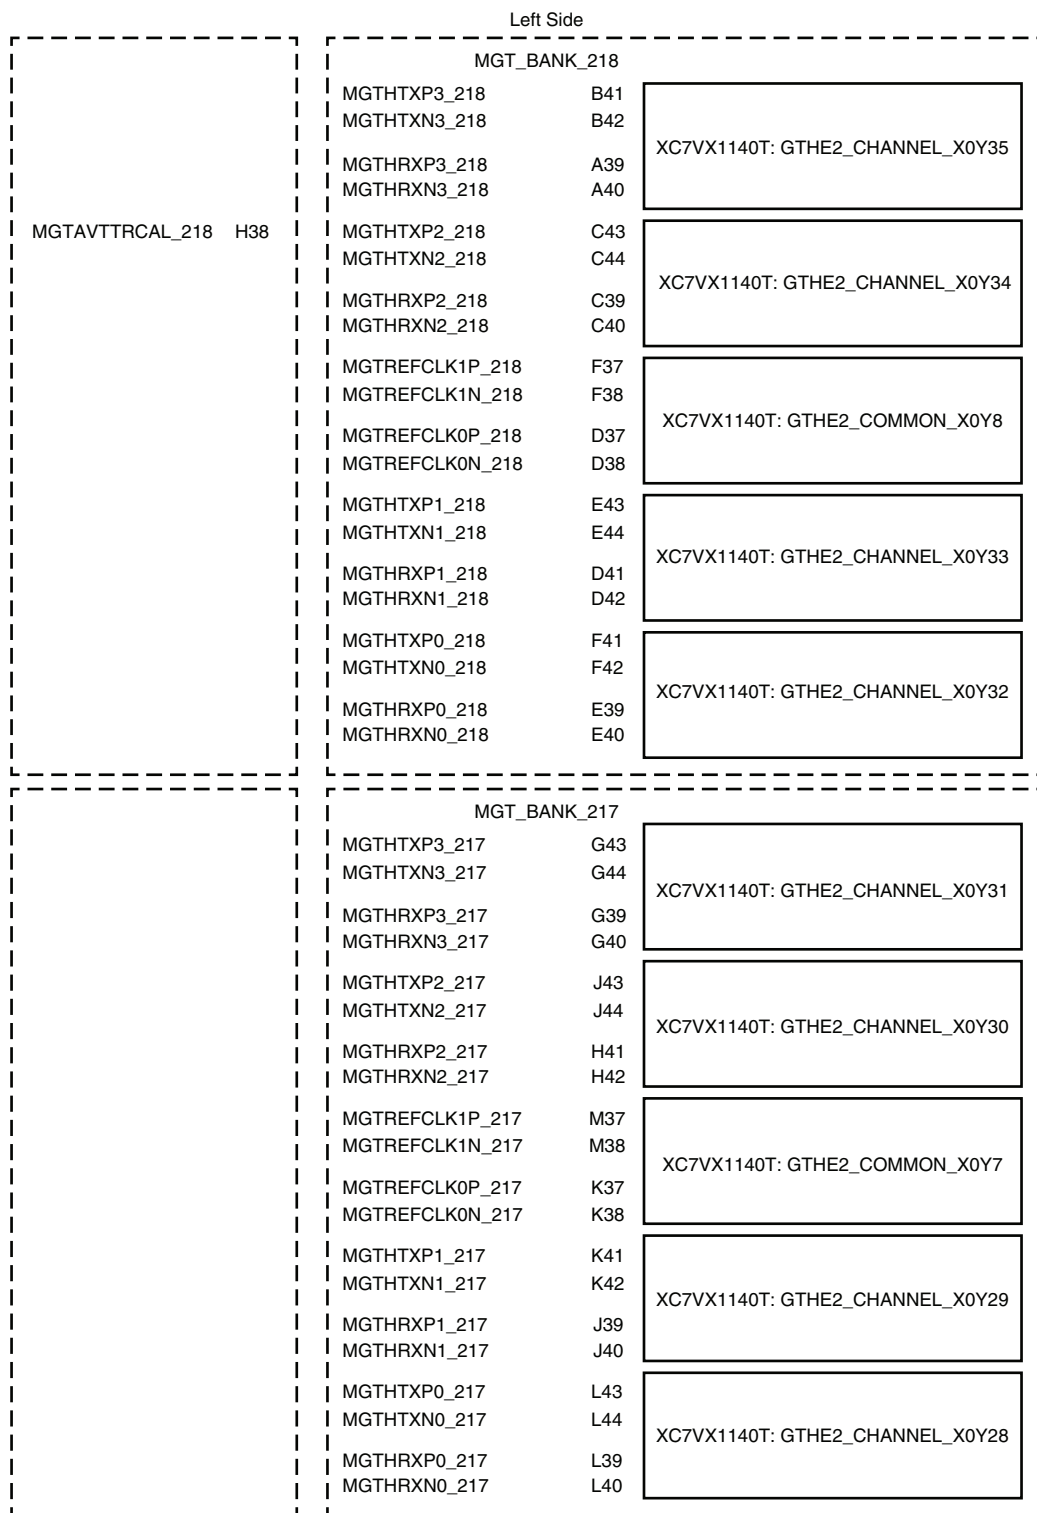 Left Side
MGT_BANK_218
MGTHTXP3_218 B41
MGTHTXN3_218 B42
XC7VX1140T: GTHE2_CHANNEL_X0Y35
MGTHRXP3_218 A39
MGTHRXN3_218 A40
MGTAVTTRCAL_218 H38
MGTHTXP2_218 C43
MGTHTXN2_218 C44
XC7VX1140T: GTHE2_CHANNEL_X0Y34
MGTHRXP2_218 C39
MGTHRXN2_218 C40
MGTREFCLK1P_218 F37
MGTREFCLK1N_218 F38
XC7VX1140T: GTHE2_COMMON_X0Y8
MGTREFCLK0P_218 D37
MGTREFCLK0N_218 D38
MGTHTXP1_218 E43
MGTHTXN1_218 E44
XC7VX1140T: GTHE2_CHANNEL_X0Y33
MGTHRXP1_218 D41
MGTHRXN1_218 D42
MGTHTXP0_218 F41
MGTHTXN0_218 F42
XC7VX1140T: GTHE2_CHANNEL_X0Y32
MGTHRXP0_218 E39
MGTHRXN0_218 E40
MGT_BANK_217
MGTHTXP3_217 G43
MGTHTXN3_217 G44
XC7VX1140T: GTHE2_CHANNEL_X0Y31
MGTHRXP3_217 G39
MGTHRXN3_217 G40
MGTHTXP2_217 J43
MGTHTXN2_217 J44
XC7VX1140T: GTHE2_CHANNEL_X0Y30
MGTHRXP2_217 H41
MGTHRXN2_217 H42
MGTREFCLK1P_217 M37
MGTREFCLK1N_217 M38
XC7VX1140T: GTHE2_COMMON_X0Y7
MGTREFCLK0P_217 K37
MGTREFCLK0N_217 K38
MGTHTXP1_217 K41
MGTHTXN1_217 K42
XC7VX1140T: GTHE2_CHANNEL_X0Y29
MGTHRXP1_217 J39
MGTHRXN1_217 J40
MGTHTXP0_217 L43
MGTHTXN0_217 L44
XC7VX1140T: GTHE2_CHANNEL_X0Y28
MGTHRXP0_217 L39
MGTHRXN0_217 L40